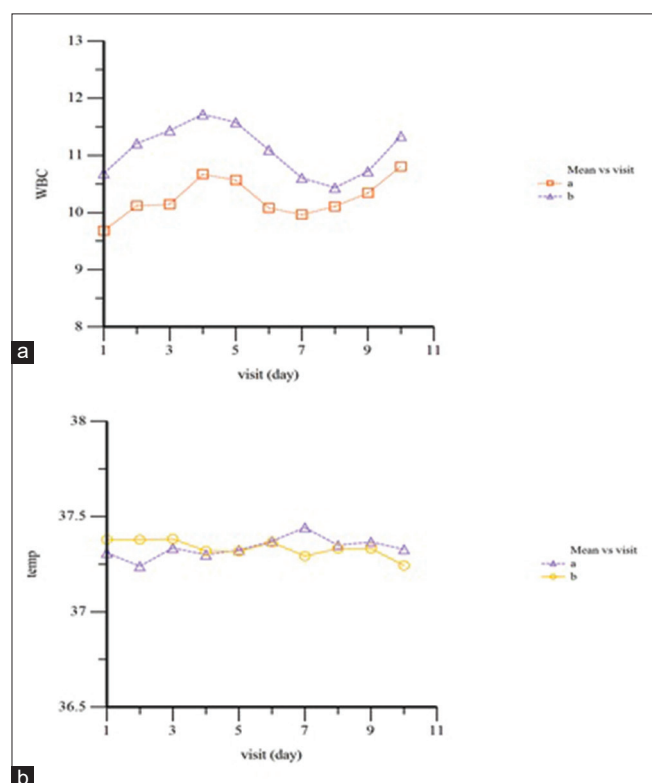 13
12
11
10
9
8
WBC
1 3 5 7 9 11
visit (day)
Mean vs visit
a
b
a
38
37.5
37
36.5
temp
1 3 5 7 9 11
visit (day)
Mean vs visit
a
b
b